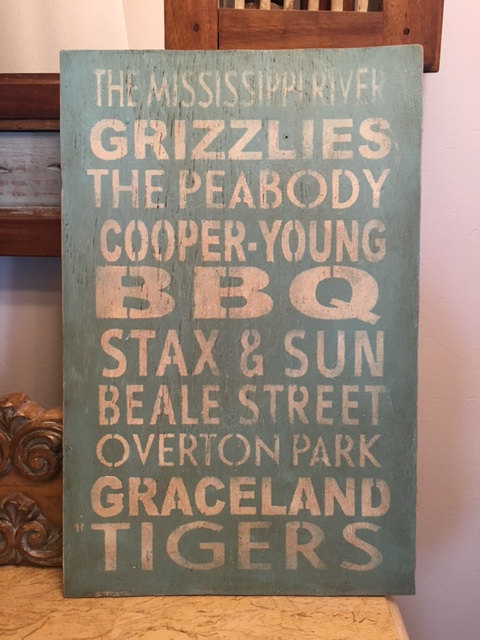 THE MISSISSIPPI RIVER
GRIZZLIES
THE PEABODY
COOPER-YOUNG
BBQ
STAX & SUN
BEALE STREET
OVERTON PARK
GRACELAND
TIGERS